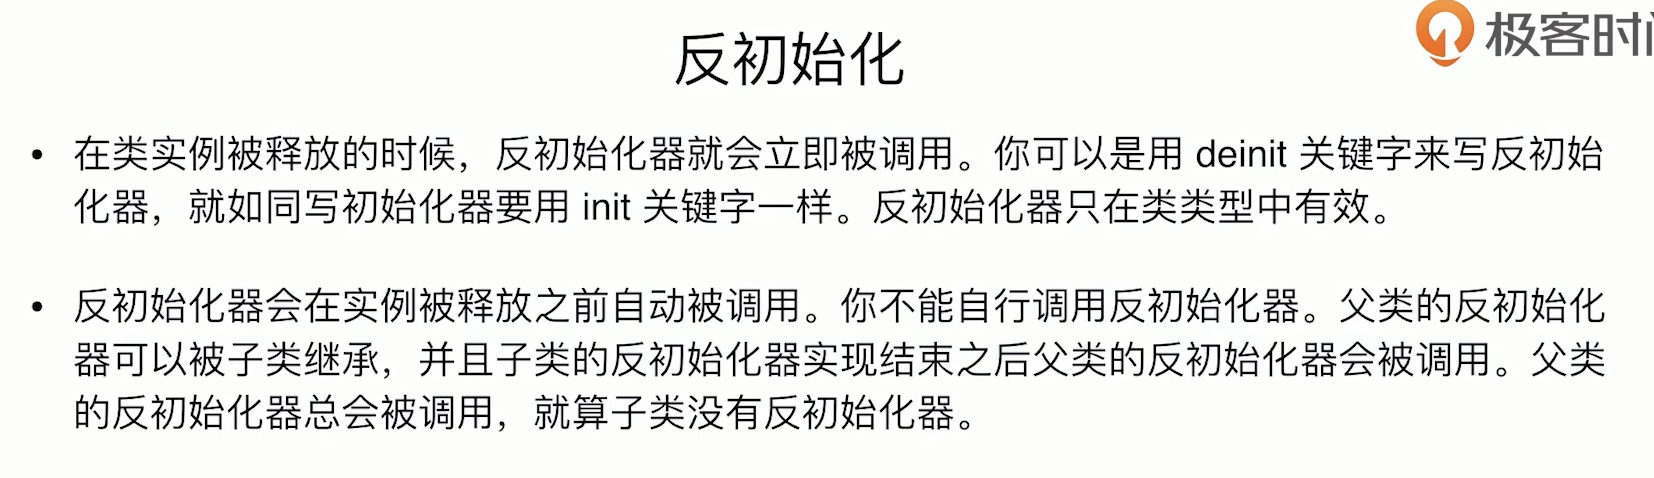 极客时间
反初始化
• 在类实例被释放的时候，反初始化器就会立即被调用。你可以是用 deinit 关键字来写反初始
化器，就如同写初始化器要用 init 关键字一样。反初始化器只在类类型中有效。
• 反初始化器会在实例被释放之前自动被调用。你不能自行调用反初始化器。父类的反初始化
器可以被子类继承，并且子类的反初始化器实现结束之后父类的反初始化器会被调用。父类
的反初始化器总会被调用，就算子类没有反初始化器。